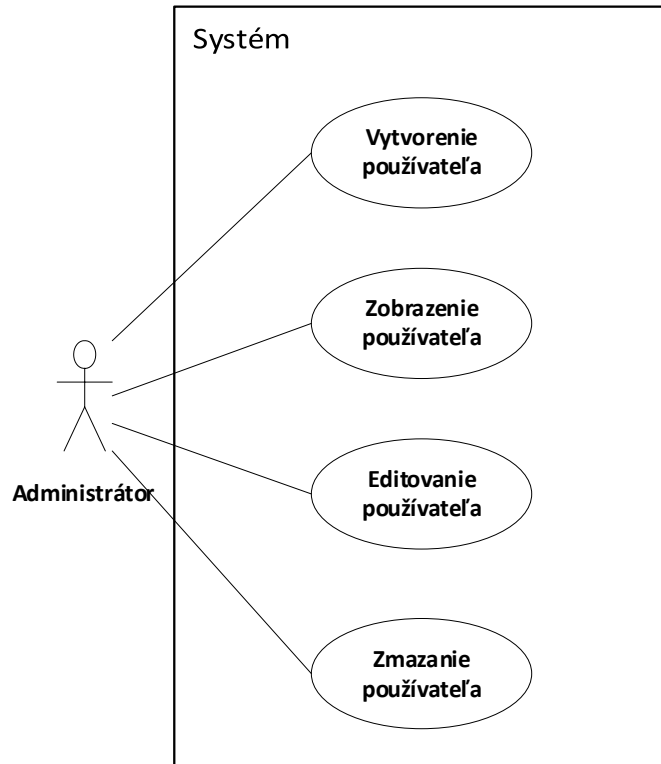 Systém
Vytvorenie
používateľa
Zobrazenie
používateľa
Administrátor
Editovanie
používateľa
Zmazanie
používateľa